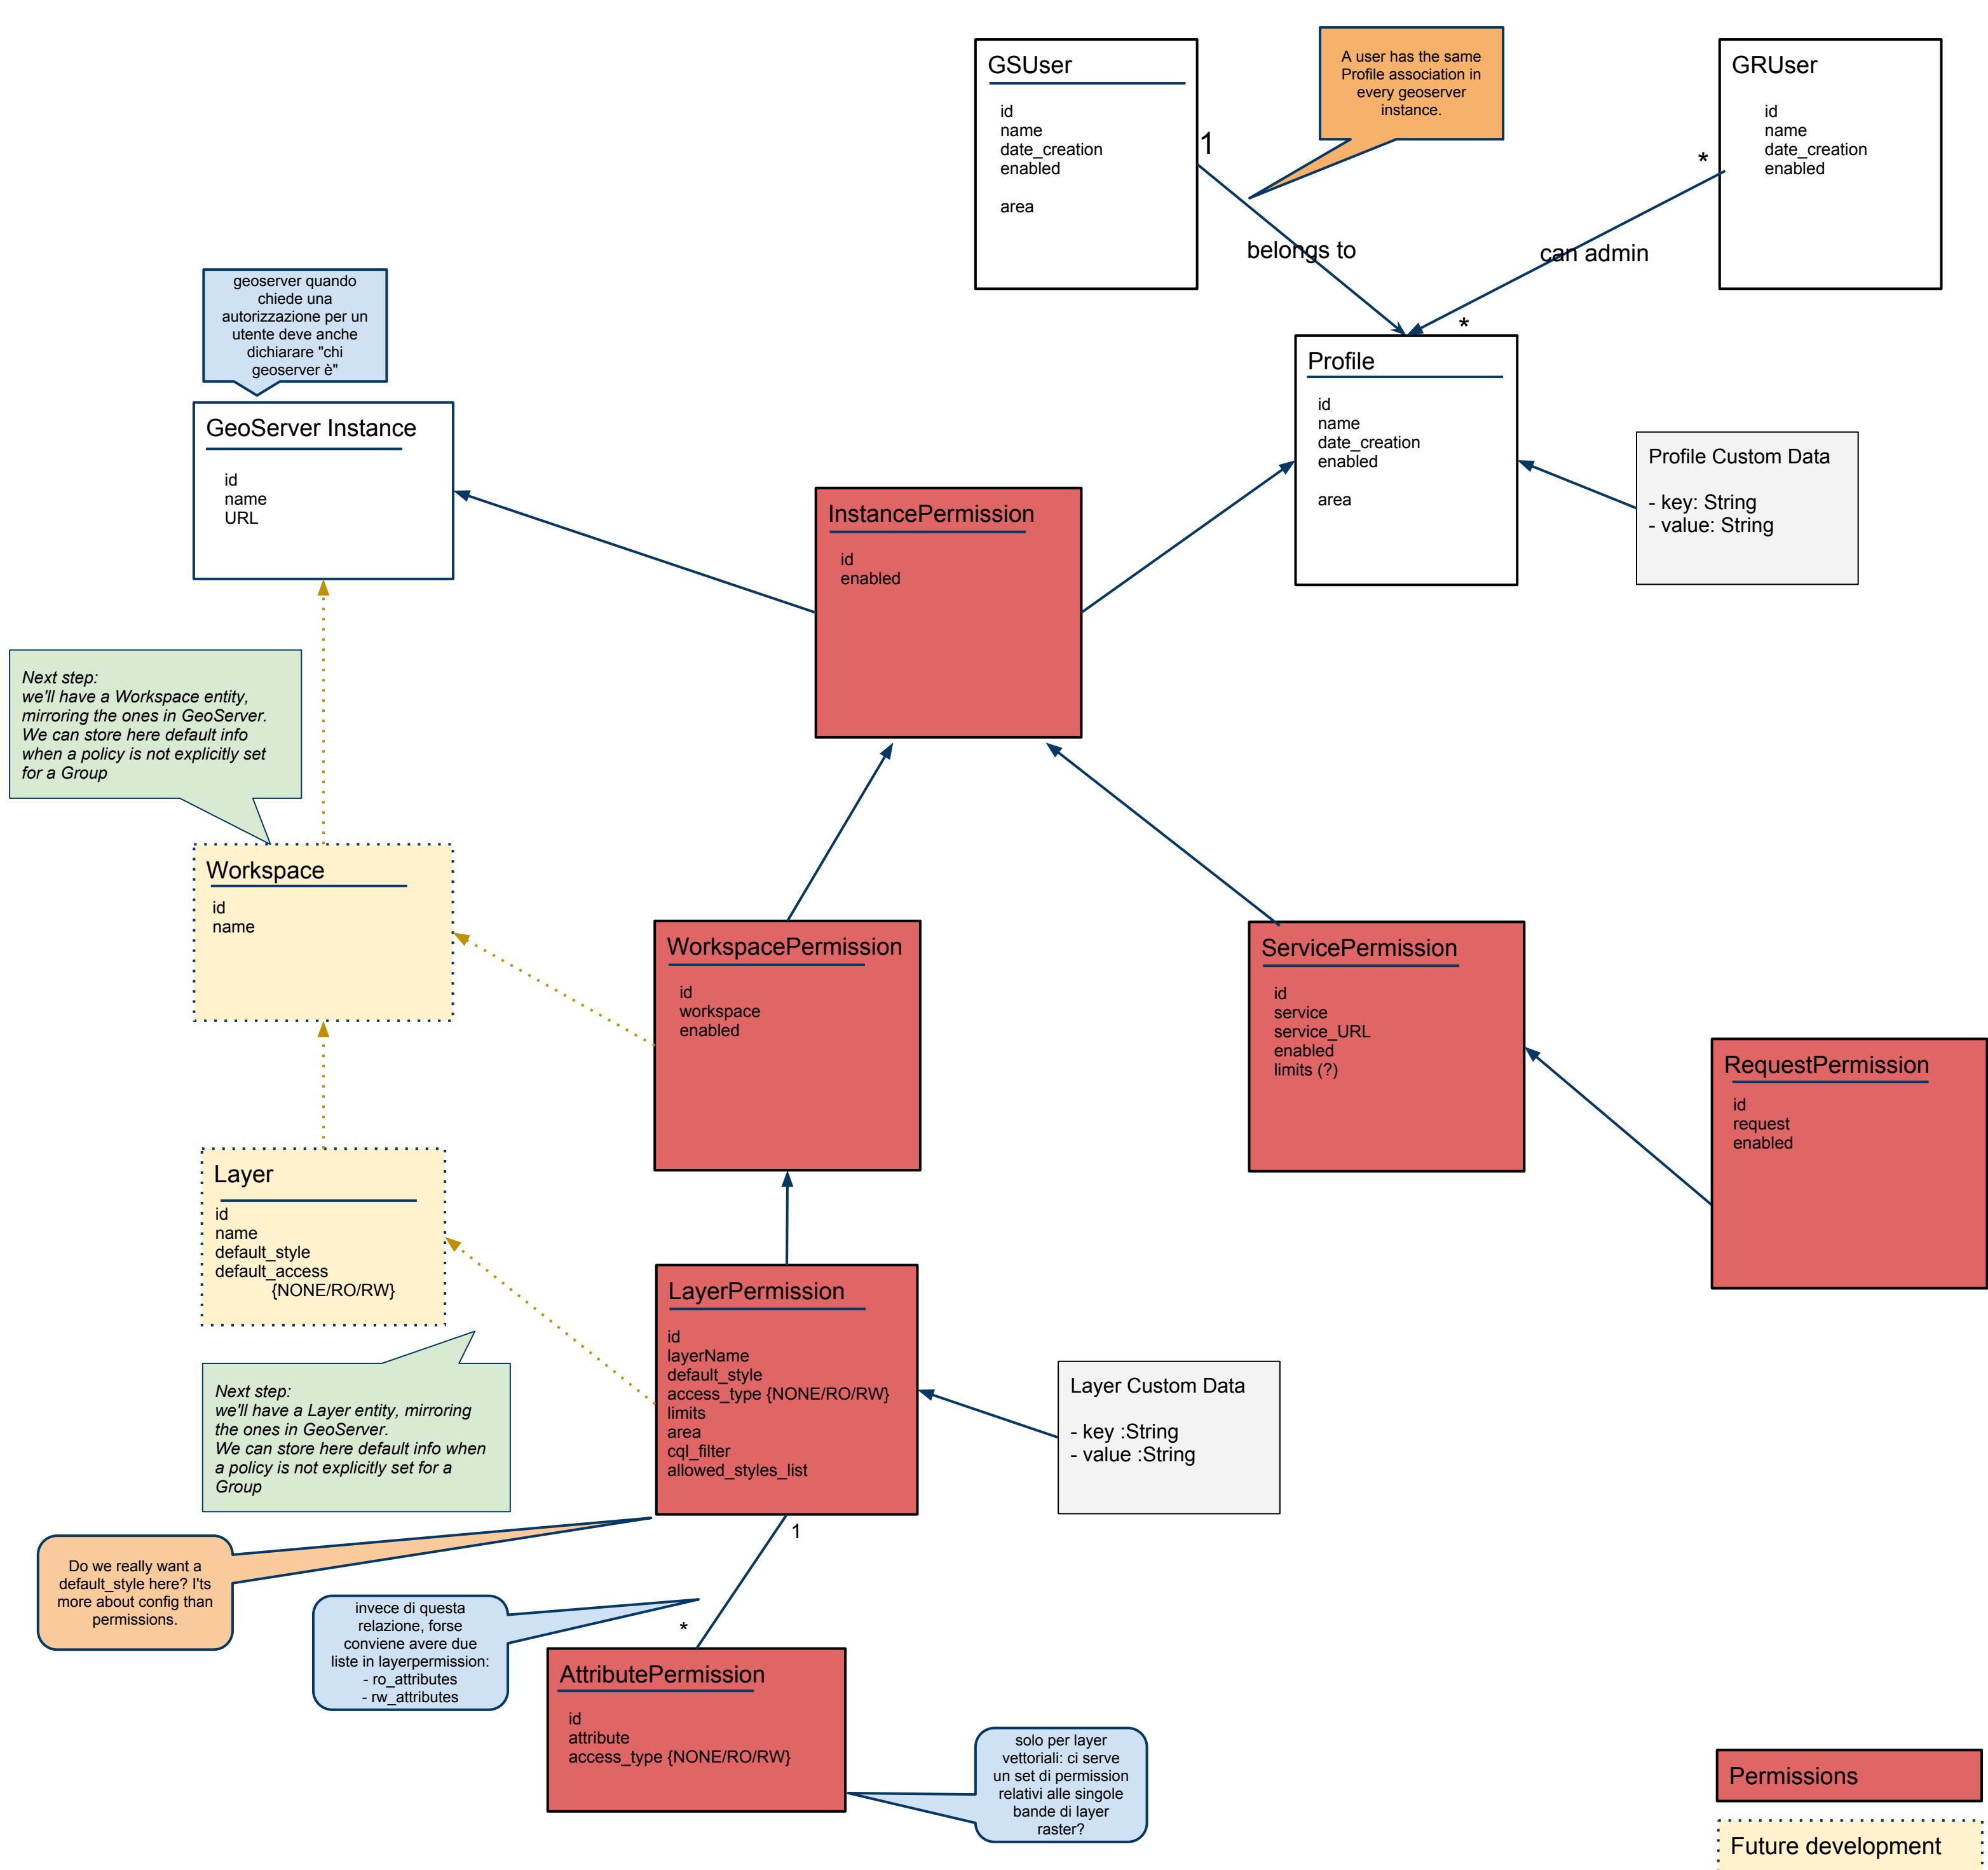 GSUser
id
name
date_creation
enabled
area
A user has the same
Profile association in
every geoserver
instance.
GRUser
id
name
date_creation
enabled
1
*
belongs to
can admin
*
geoserver quando
chiede una
autorizzazione per un
utente deve anche
dichiarare "chi
geoserver è"
GeoServer Instance
id
name
URL
Profile
id
name
date_creation
enabled
area
Profile Custom Data
- key: String
- value: String
InstancePermission
id
enabled
Next step:
we'll have a Workspace entity,
mirroring the ones in GeoServer.
We can store here default info
when a policy is not explicitly set
for a Group
Workspace
id
name
WorkspacePermission
id
workspace
enabled
ServicePermission
id
service
service_URL
enabled
limits (?)
RequestPermission
id
request
enabled
Layer
id
name
default_style
default_access
{NONE/RO/RW}
LayerPermission
id
layerName
default_style
access_type {NONE/RO/RW}
limits
area
cql_filter
allowed_styles_list
Layer Custom Data
- key :String
- value :String
Next step:
we'll have a Layer entity, mirroring
the ones in GeoServer.
We can store here default info when
a policy is not explicitly set for a
Group
Do we really want a
default_style here? I'ts
more about config than
permissions.
1
*
invece di questa
relazione, forse
conviene avere due
liste in layerpermission:
- ro_attributes
- rw_attributes
AttributePermission
id
attribute
access_type {NONE/RO/RW}
solo per layer
vettoriali: ci serve
un set di permission
relativi alle singole
bande di layer
raster?
Permissions
Future development